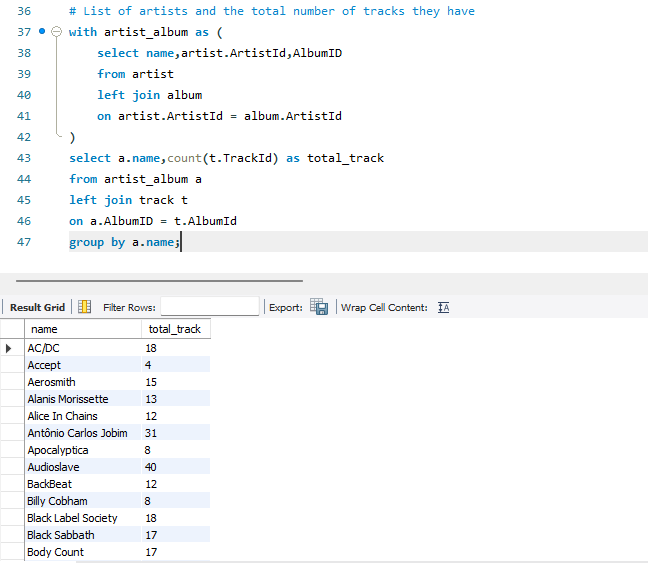 36 # List of artists and the total number of tracks they have
37 with artist_album as (
38 select name,artist.ArtistId,AlbumID
39 from artist
40 left join album
41 on artist.ArtistId = album.ArtistId
42 )
43 select a.name,count(t.TrackId) as total_track
44 from artist_album a
45 left join track t
46 on a.AlbumID = t.AlbumId
47 group by a.name;
Result Grid Filter Rows: Export: Wrap Cell Content: IA
name total_track
AC/DC 18
Accept 4
Aerosmith 15
Alanis Morissette 13
Alice In Chains 12
Antônio Carlos Jobim 31
Apocalyptica 8
Audioslave 40
BackBeat 12
Billy Cobham 8
Black Label Society 18
Black Sabbath 17
Body Count 17